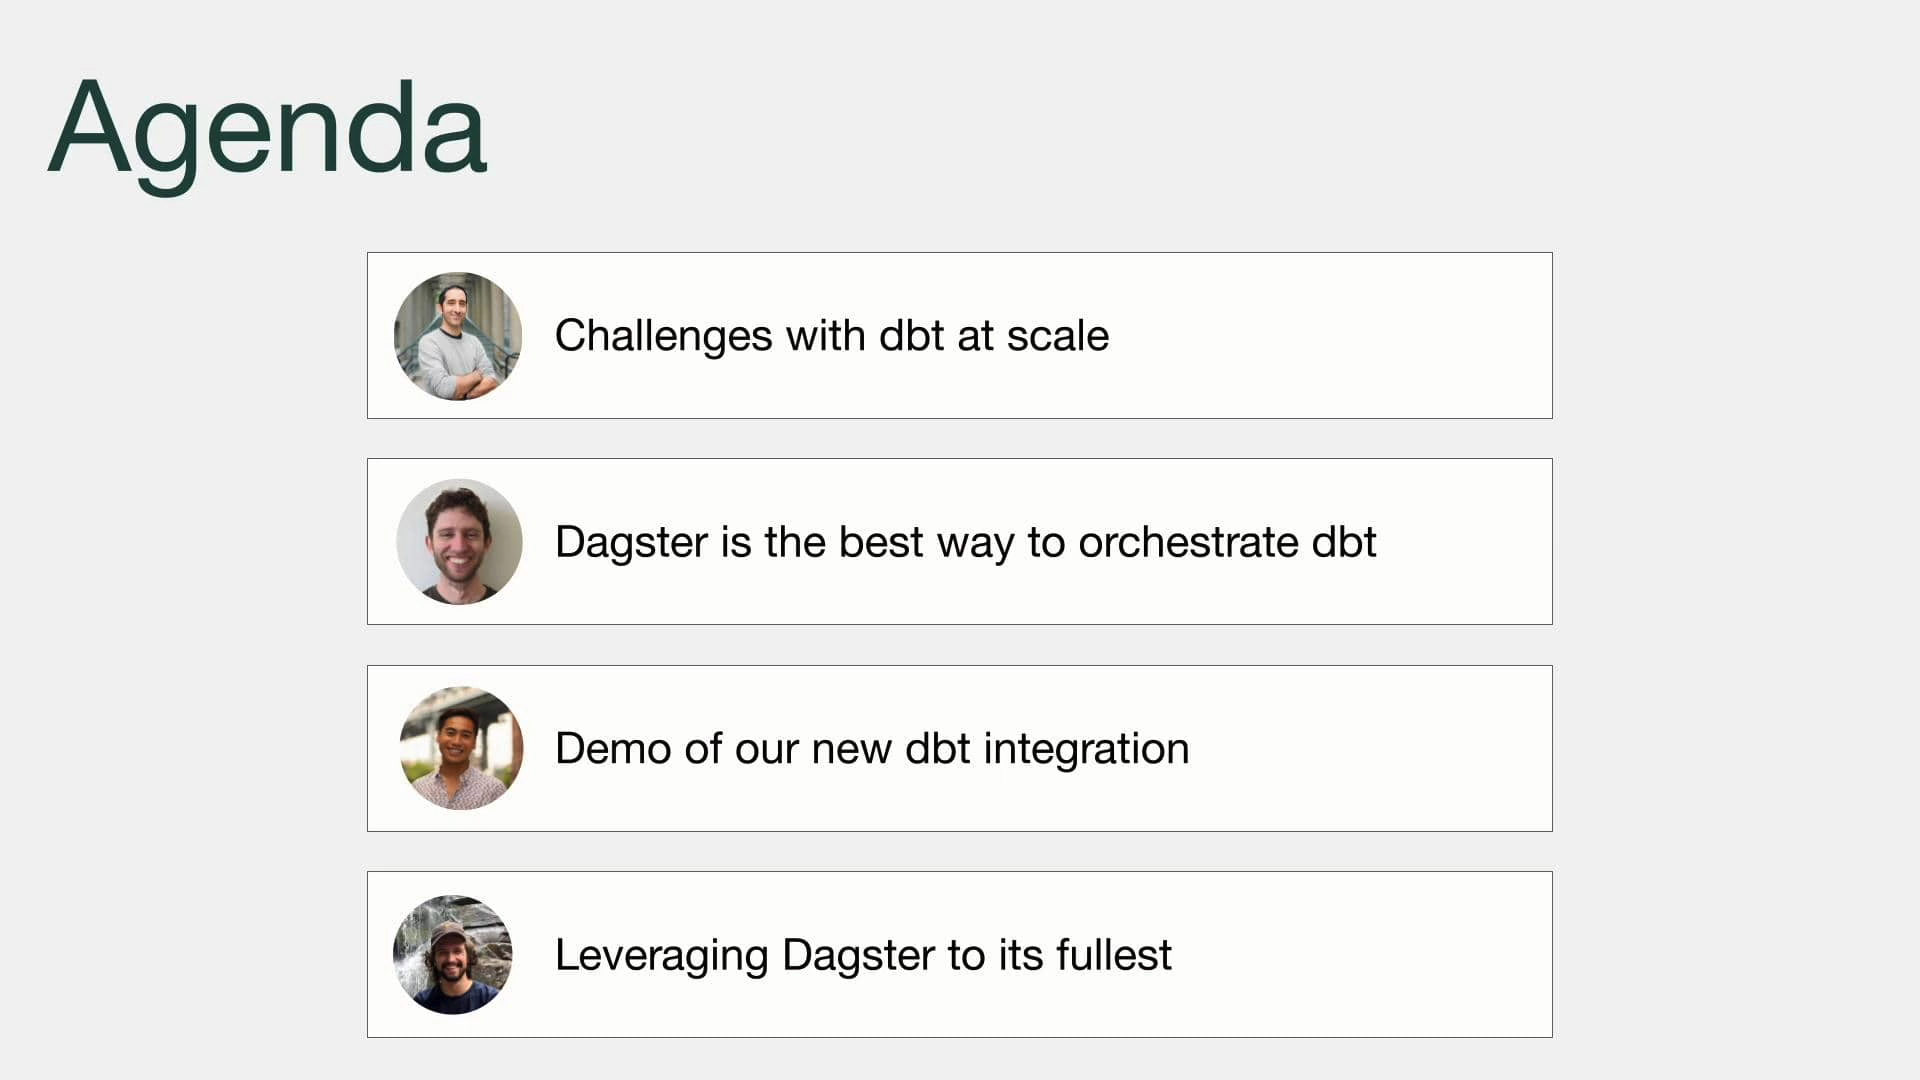 Agenda
Challenges with dbt at scale
Dagster is the best way to orchestrate dbt
Demo of our new dbt integration
Leveraging Dagster to its fullest